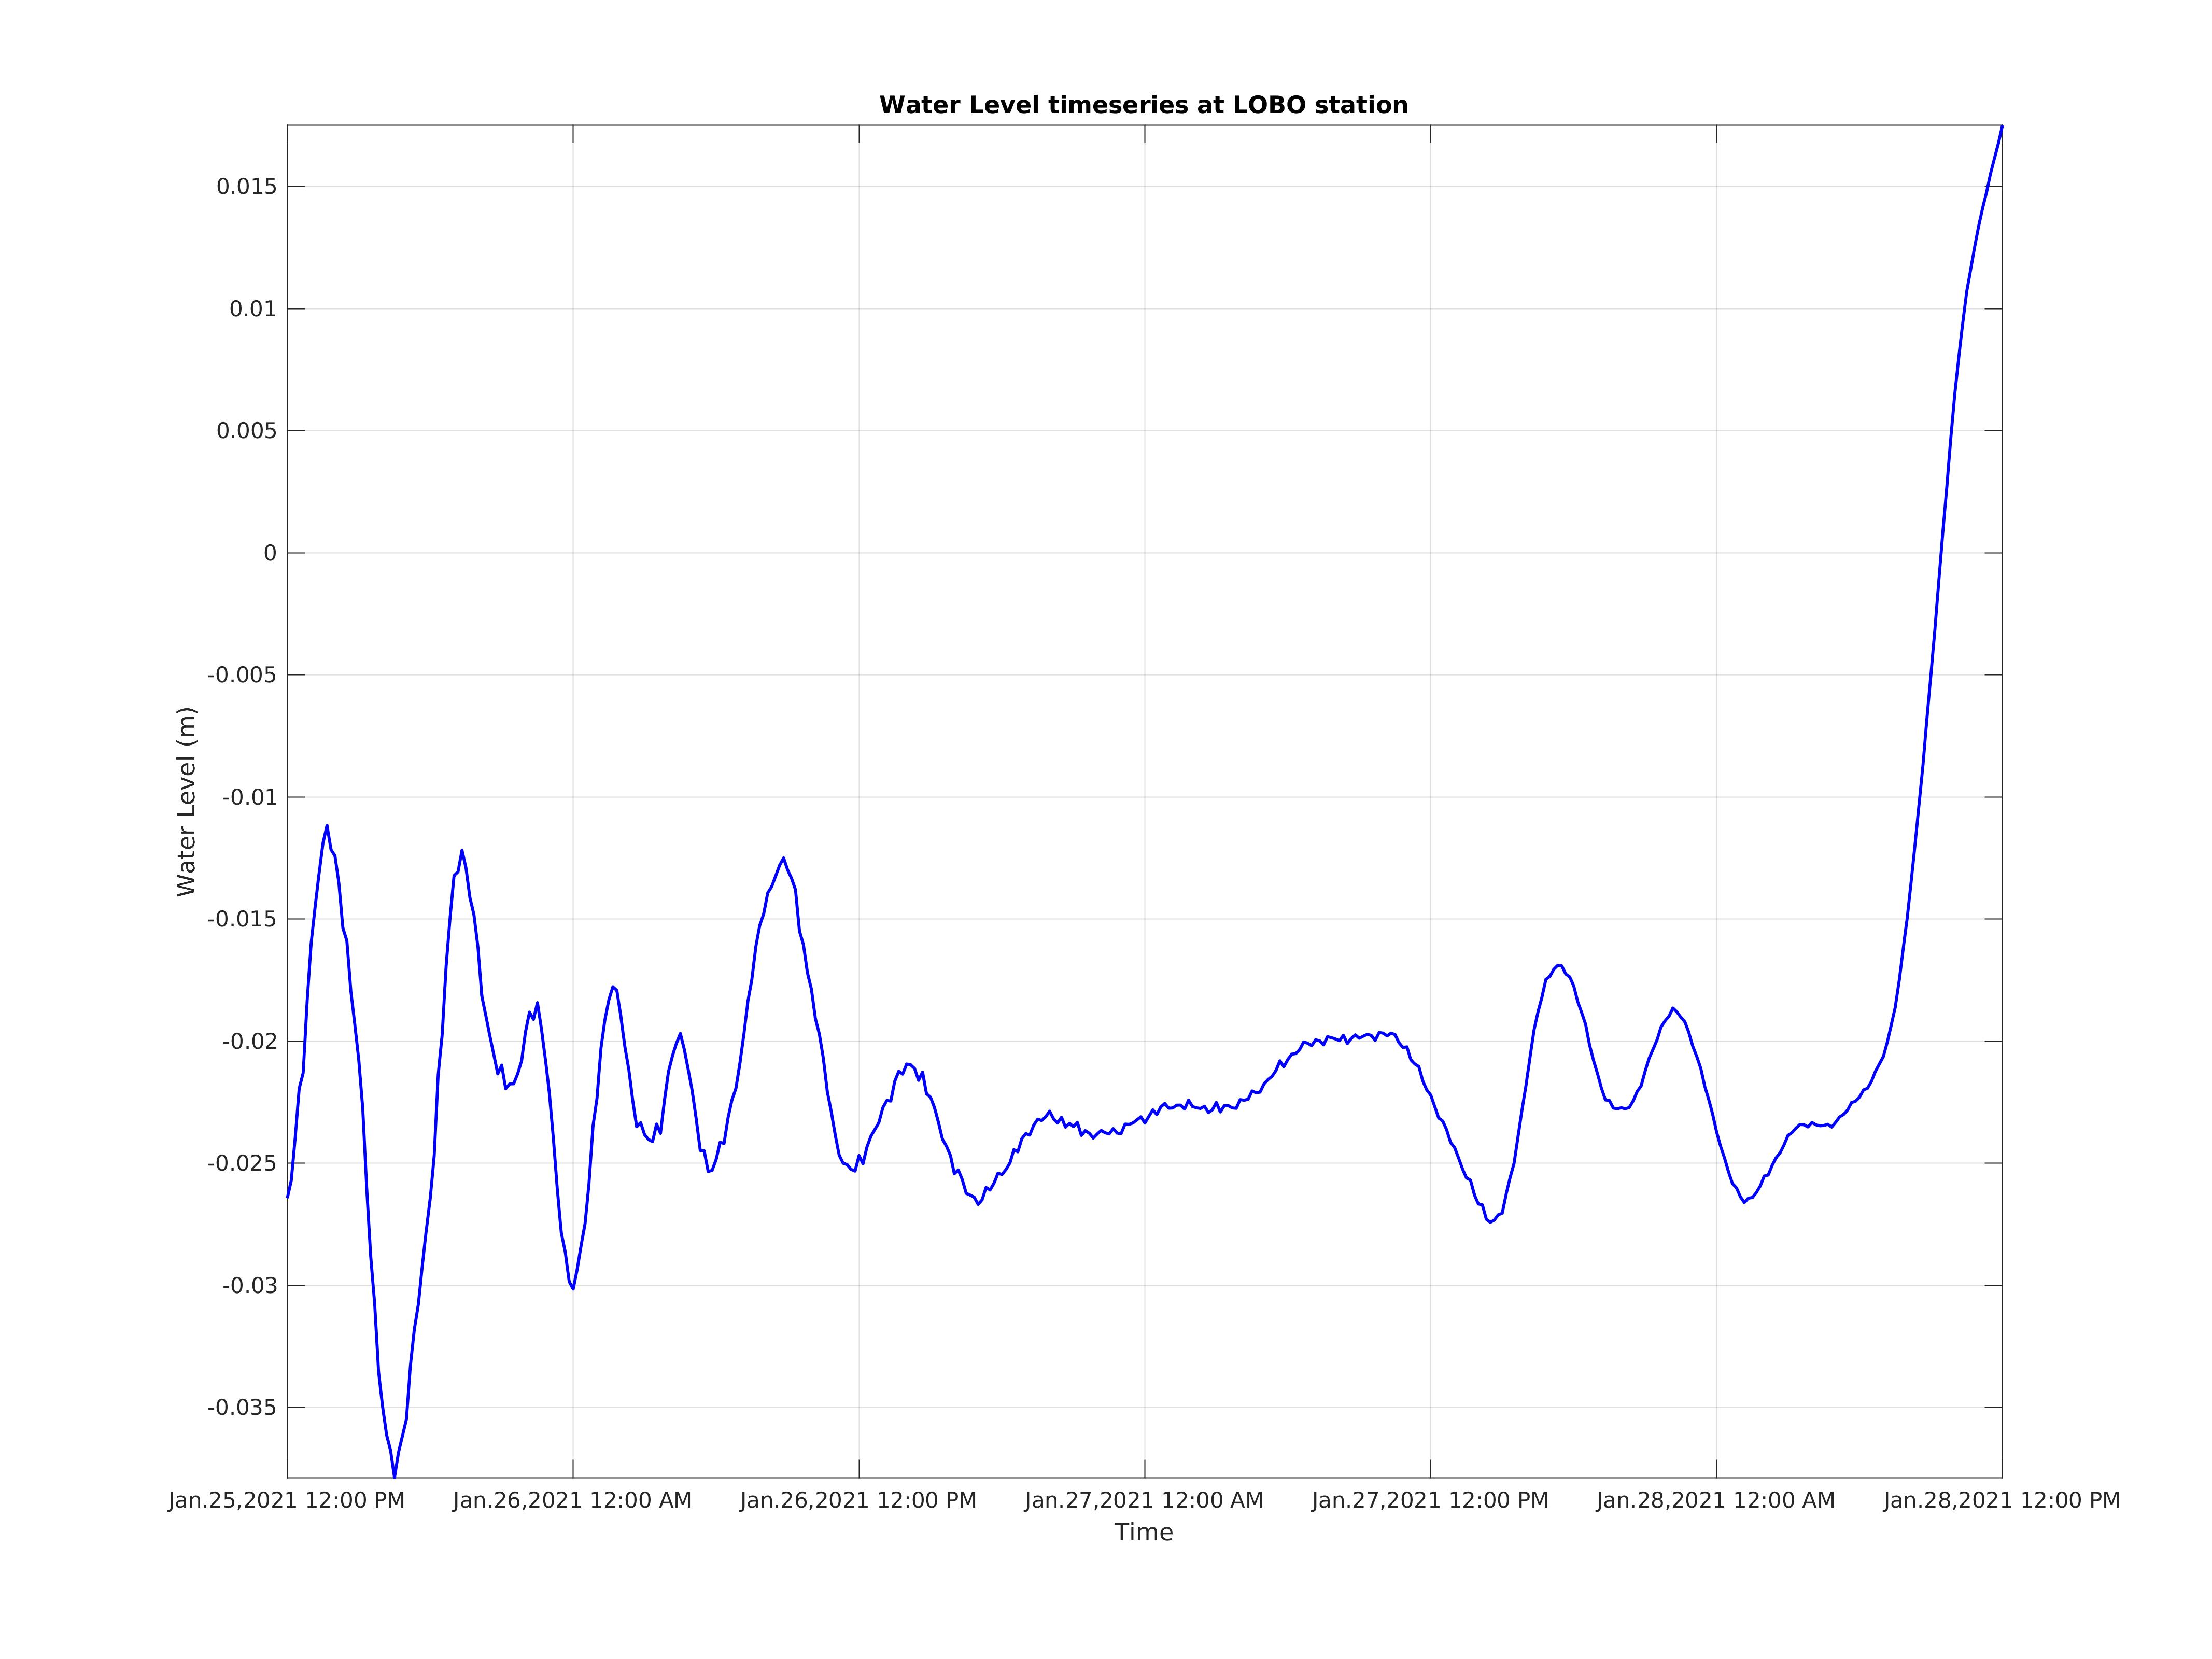 Water Level timeseries at LOBO station
0.015
0.01
0.005
0
-0.005
-0.01
-0.015
-0.02
-0.025
-0.03
-0.035
Water Level (m)
Jan.25,2021 12:00 PM Jan.26,2021 12:00 AM Jan.26,2021 12:00 PM Jan.27,2021 12:00 AM Jan.27,2021 12:00 PM Jan.28,2021 12:00 AM Jan.28,2021 12:00 PM
Time